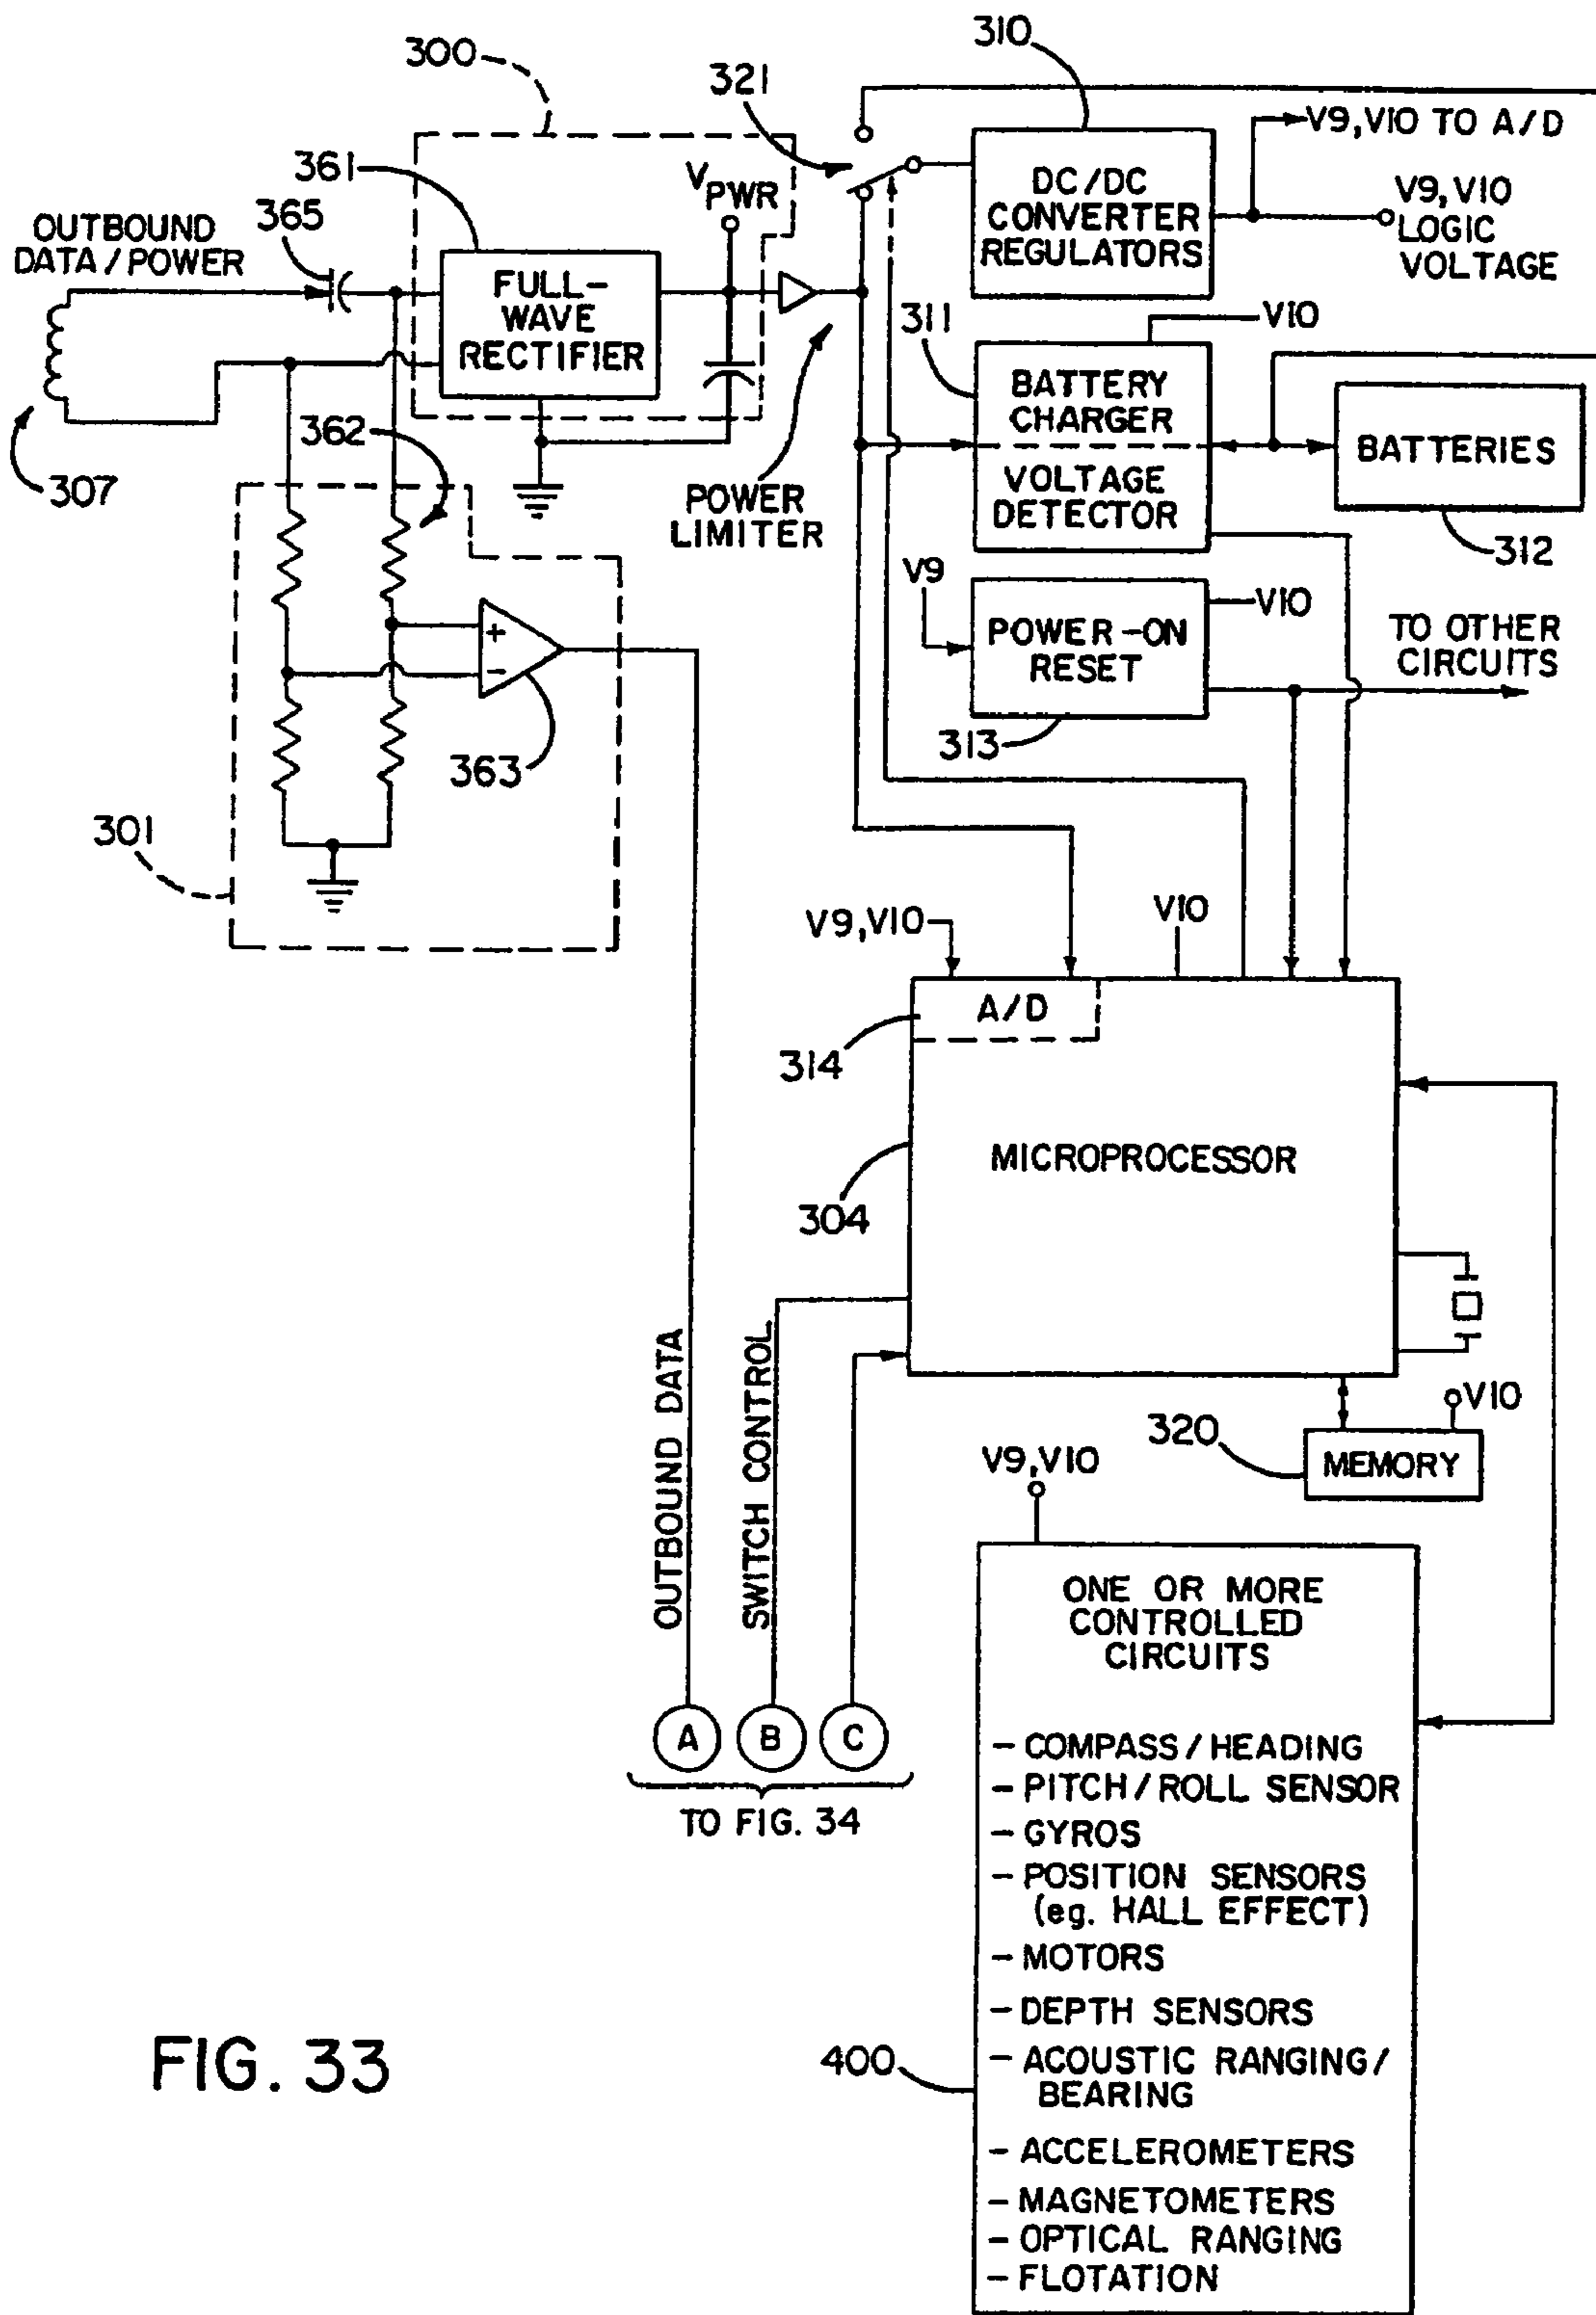 310
300
321
V9,V10 TO A/D
361
VPWR
365
OUTBOUND
DATA/POWER
DC/DC
CONVERTER
REGULATORS
V9, V10
LOGIC
VOLTAGE
FULL-
WAVE
RECTIFIER
311
V10
BATTERY
CHARGER
VOLTAGE
DETECTOR
BATTERIES
362
307
POWER
LIMITER
312
V9
V10
POWER-ON
RESET
TO OTHER
CIRCUITS
+
-
363
313
301
V9,V10
V10
A/D
314
MICROPROCESSOR
304
OUTBOUND DATA
SWITCH CONTROL
V10
320
MEMORY
V9,V10
ONE OR MORE
CONTROLLED
CIRCUITS
A B C
TO FIG. 34
- COMPASS/HEADING
- PITCH/ROLL SENSOR
- GYROS
- POSITION SENSORS
(eg. HALL EFFECT)
- MOTORS
- DEPTH SENSORS
400
- ACOUSTIC RANGING/
BEARING
- ACCELEROMETERS
- MAGNETOMETERS
- OPTICAL RANGING
- FLOTATION
FIG. 33